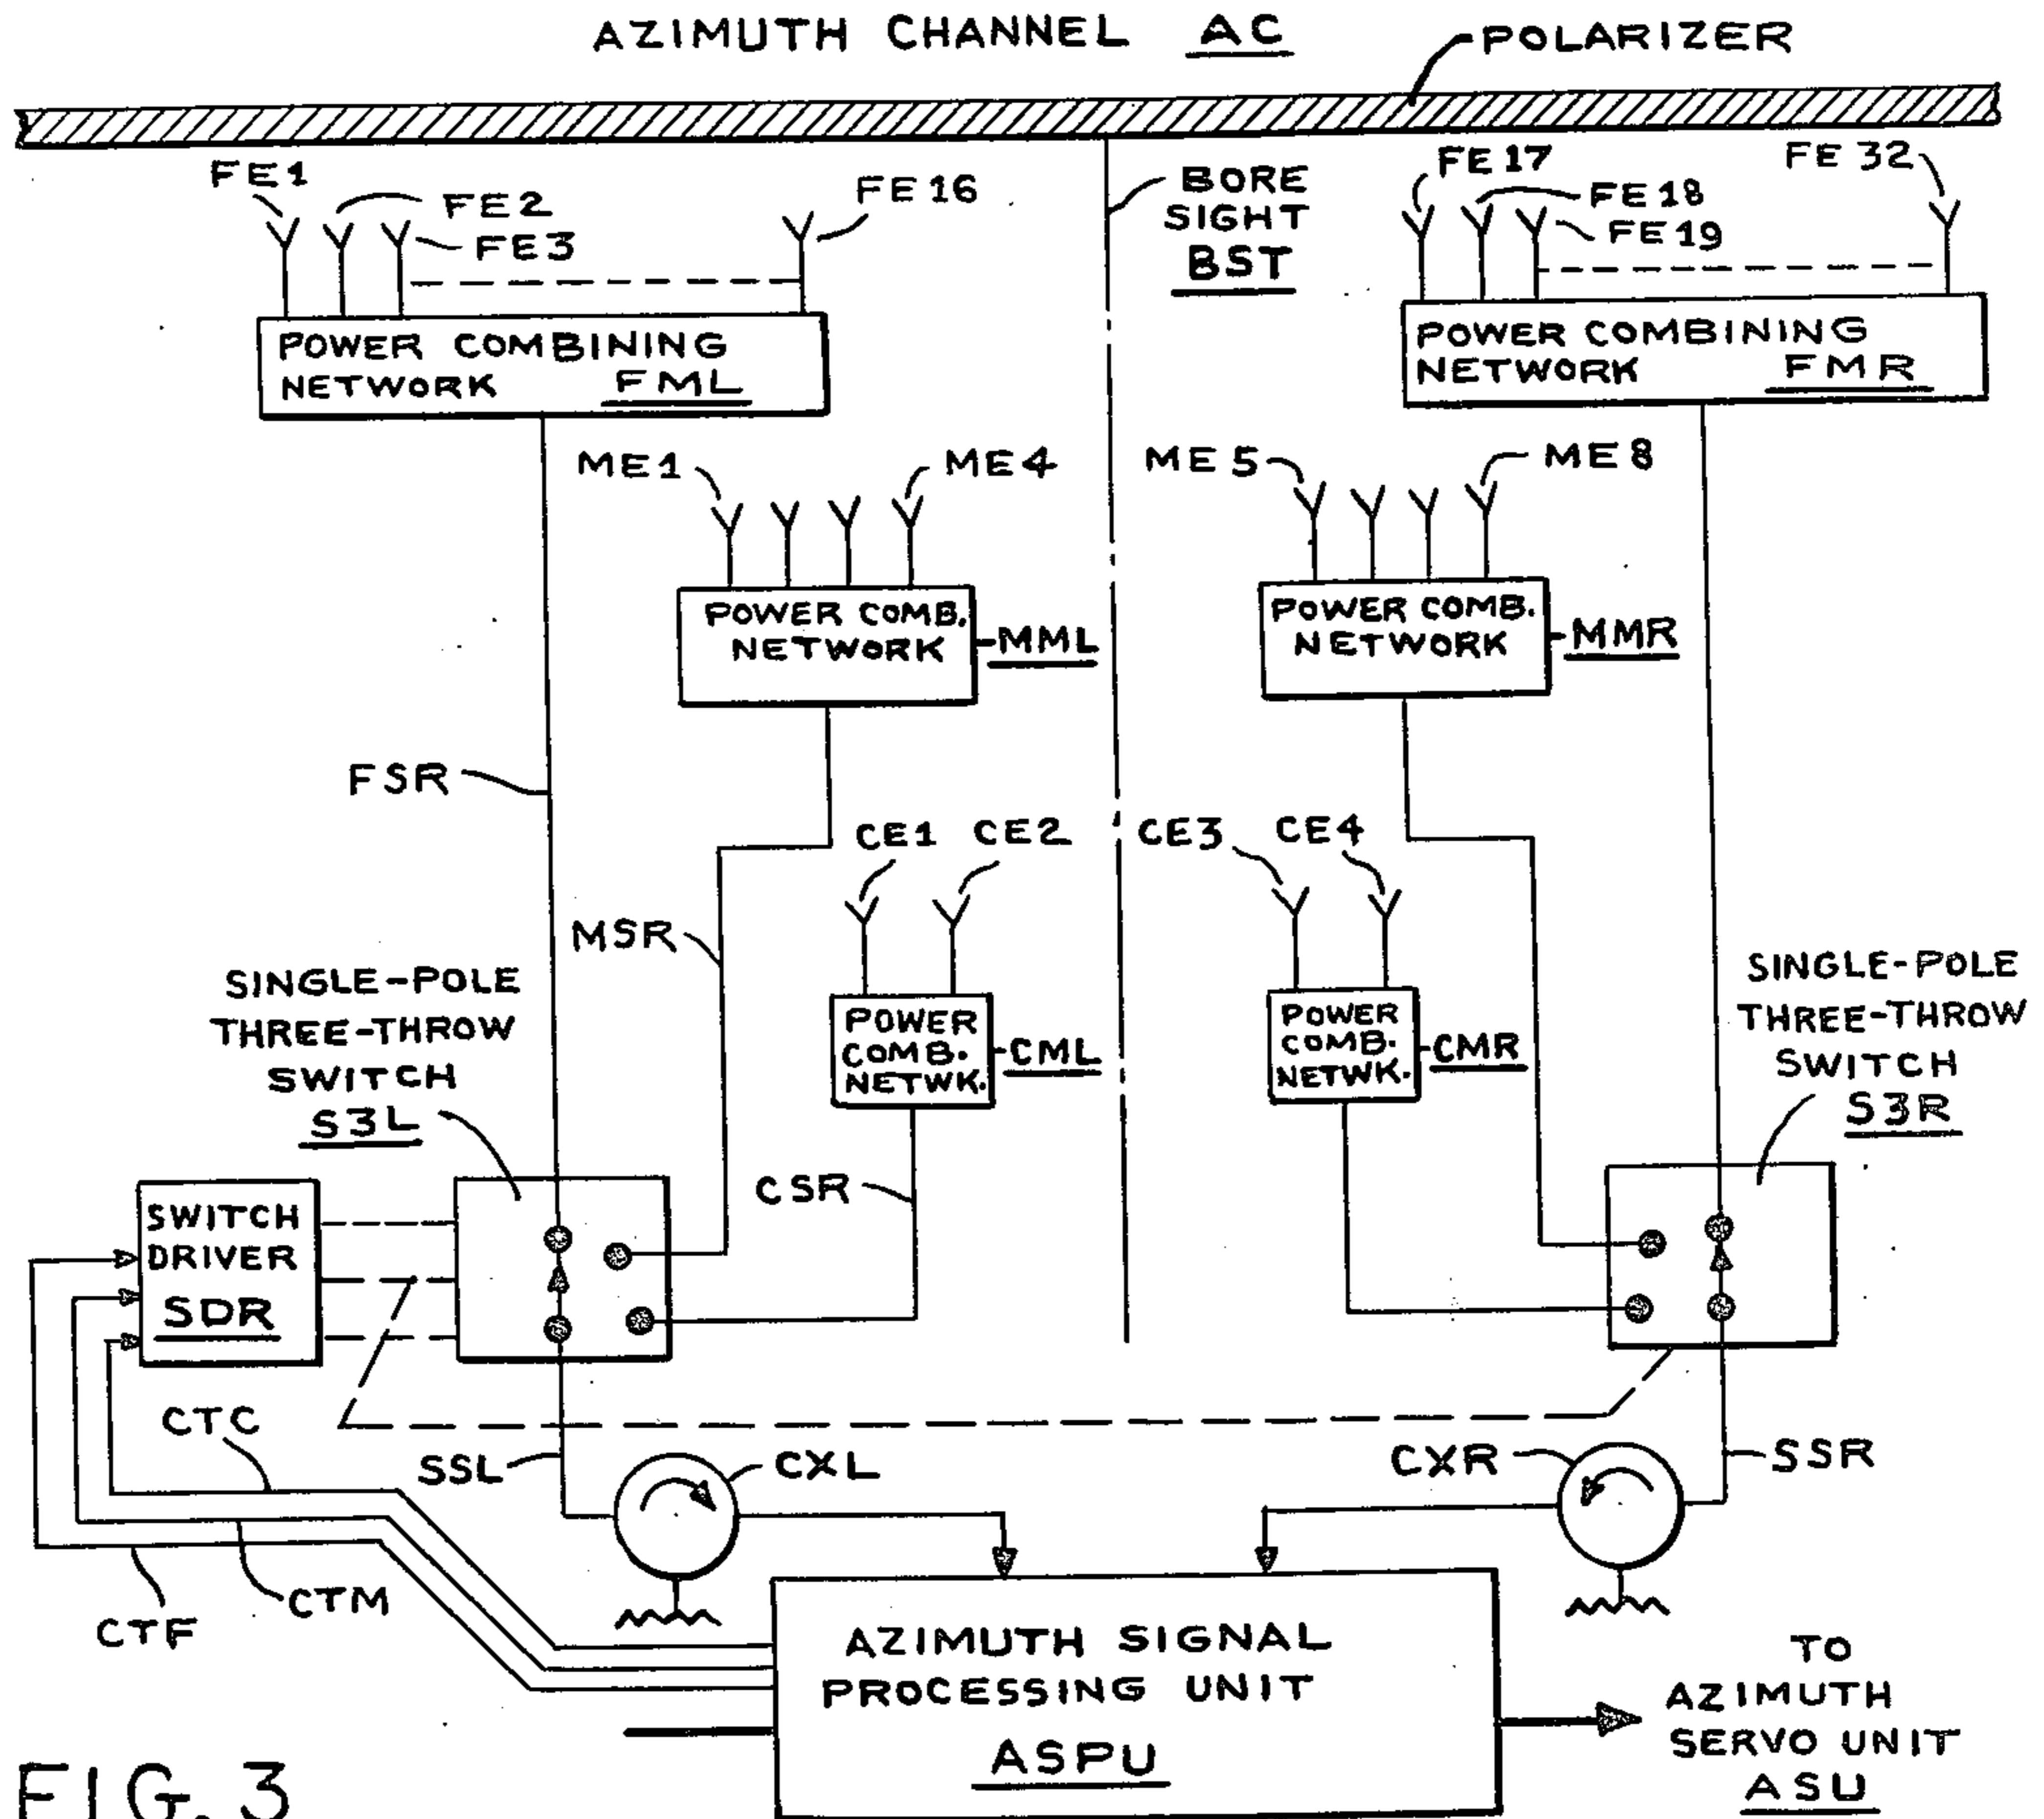 AZIMUTH CHANNEL AC
POLARIZER
FE1
FE2
FE3
FE16
BORE
SIGHT
BST
FE17
FE18
FE19
FE32
POWER COMBINING
NETWORK FML
POWER COMBINING
NETWORK FMR
ME1
ME4
ME5
ME8
POWER COMB.
NETWORK
MML
POWER COMB.
NETWORK
MMR
FSR
CE1
CE2
CE3
CE4
MSR
POWER
COMB.
NETWK.
CML
POWER
COMB.
NETWK.
CMR
SINGLE-POLE
THREE-THROW
SWITCH
S3L
SINGLE-POLE
THREE-THROW
SWITCH
S3R
CSR
SWITCH
DRIVER
SDR
CTC
SSL
CXL
CXR
SSR
CTM
CTF
AZIMUTH SIGNAL
PROCESSING UNIT
ASPU
TO
AZIMUTH
SERVO UNIT
ASU
FIG. 3